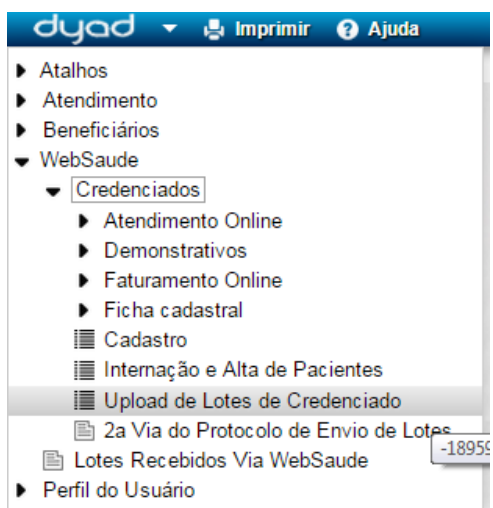 dyad Imprimir Ajuda
Atalhos
Atendimento
Beneficiários
WebSaude
Credenciados
Atendimento Online
Demonstrativos
Faturamento Online
Ficha cadastral
Cadastro
Internação e Alta de Pacientes
Upload de Lotes de Credenciado
2a Via do Protocolo de Envio de Lotes
-18959
Lotes Recebidos Via WebSaude
Perfil do Usuário